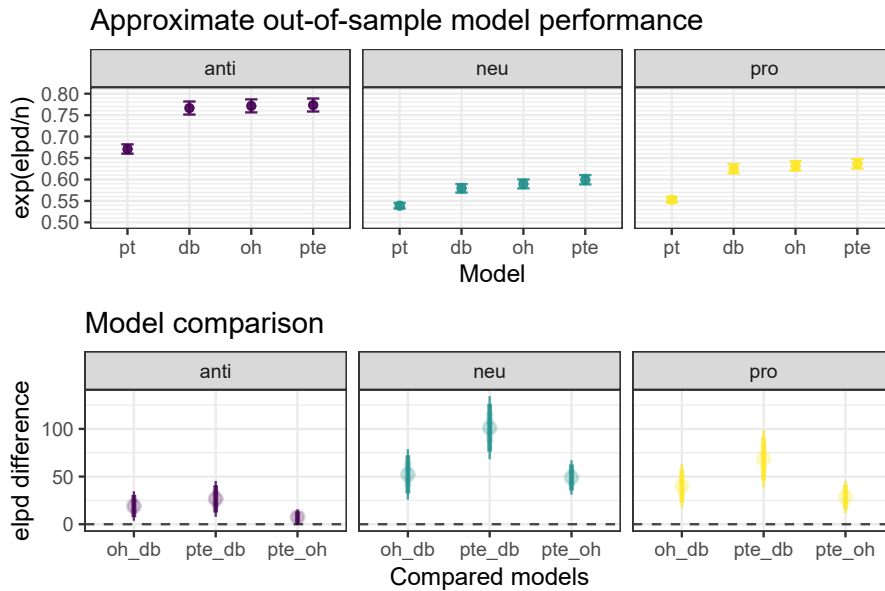 Approximate out-of-sample model performance
anti neu pro
exp(elpd/n)
0.80
0.75
0.70
0.65
0.60
0.55
0.50
pt db oh pte pt db oh pte pt db oh pte
Model
Model comparison
anti neu pro
elpd difference
100
50
0
oh_db pte_db pte_oh oh_db pte_db pte_oh oh_db pte_db pte_oh
Compared models